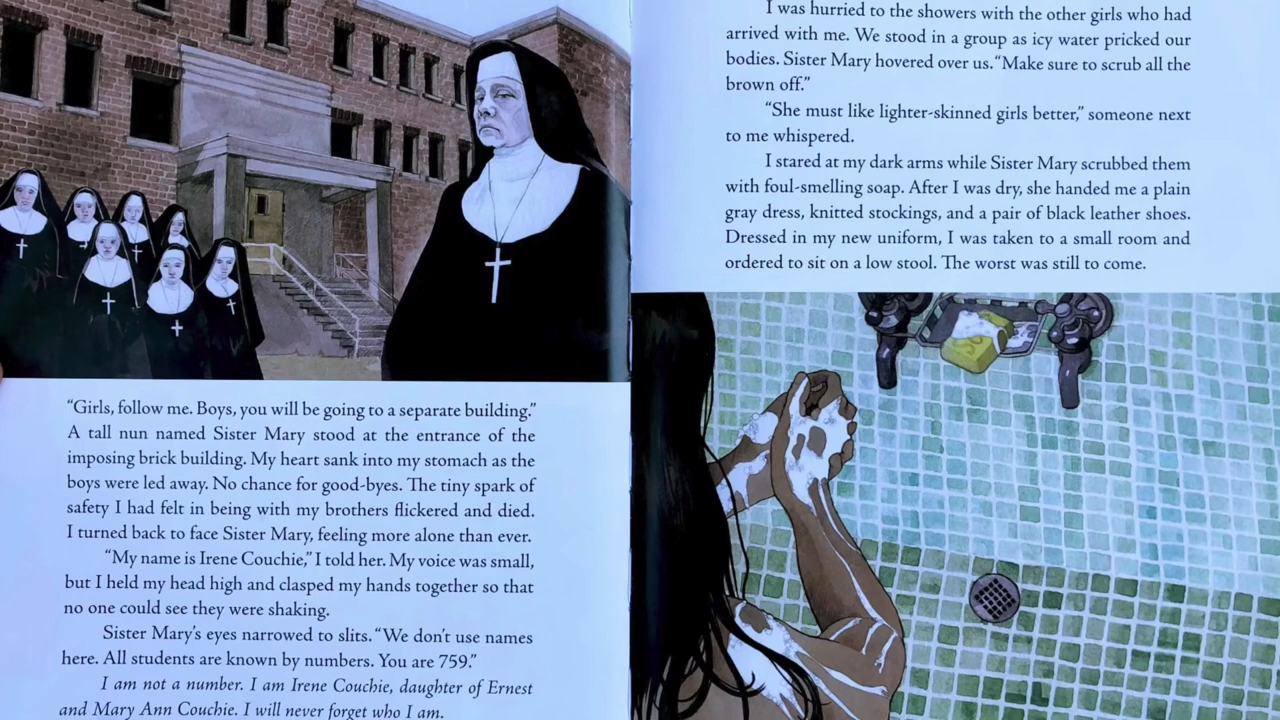 “Girls, follow me. Boys, you will be going to a separate building.”
A tall nun named Sister Mary stood at the entrance of the
imposing brick building. My heart sank into my stomach as the
boys were led away. No chance for good-byes. The tiny spark of
safety I had felt in being with my brothers flickered and died.
I turned back to face Sister Mary, feeling more alone than ever.
“My name is Irene Couchie,” I told her. My voice was small,
but I held my head high and clasped my hands together so that
no one could see they were shaking.
Sister Mary’s eyes narrowed to slits. “We don’t use names
here. All students are known by numbers. You are 759.”
I am not a number. I am Irene Couchie, daughter of Ernest
and Mary Ann Couchie. I will never forget who I am.
I was hurried to the showers with the other girls who had
arrived with me. We stood in a group as icy water pricked our
bodies. Sister Mary hovered over us. “Make sure to scrub all the
brown off.”
“She must like lighter-skinned girls better,” someone next
to me whispered.
I stared at my dark arms while Sister Mary scrubbed them
with foul-smelling soap. After I was dry, she handed me a plain
gray dress, knitted stockings, and a pair of black leather shoes.
Dressed in my new uniform, I was taken to a small room and
ordered to sit on a low stool. The worst was still to come.